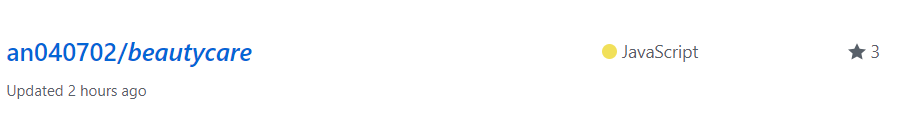 an040702/beautycare JavaScript 3
Updated 2 hours ago